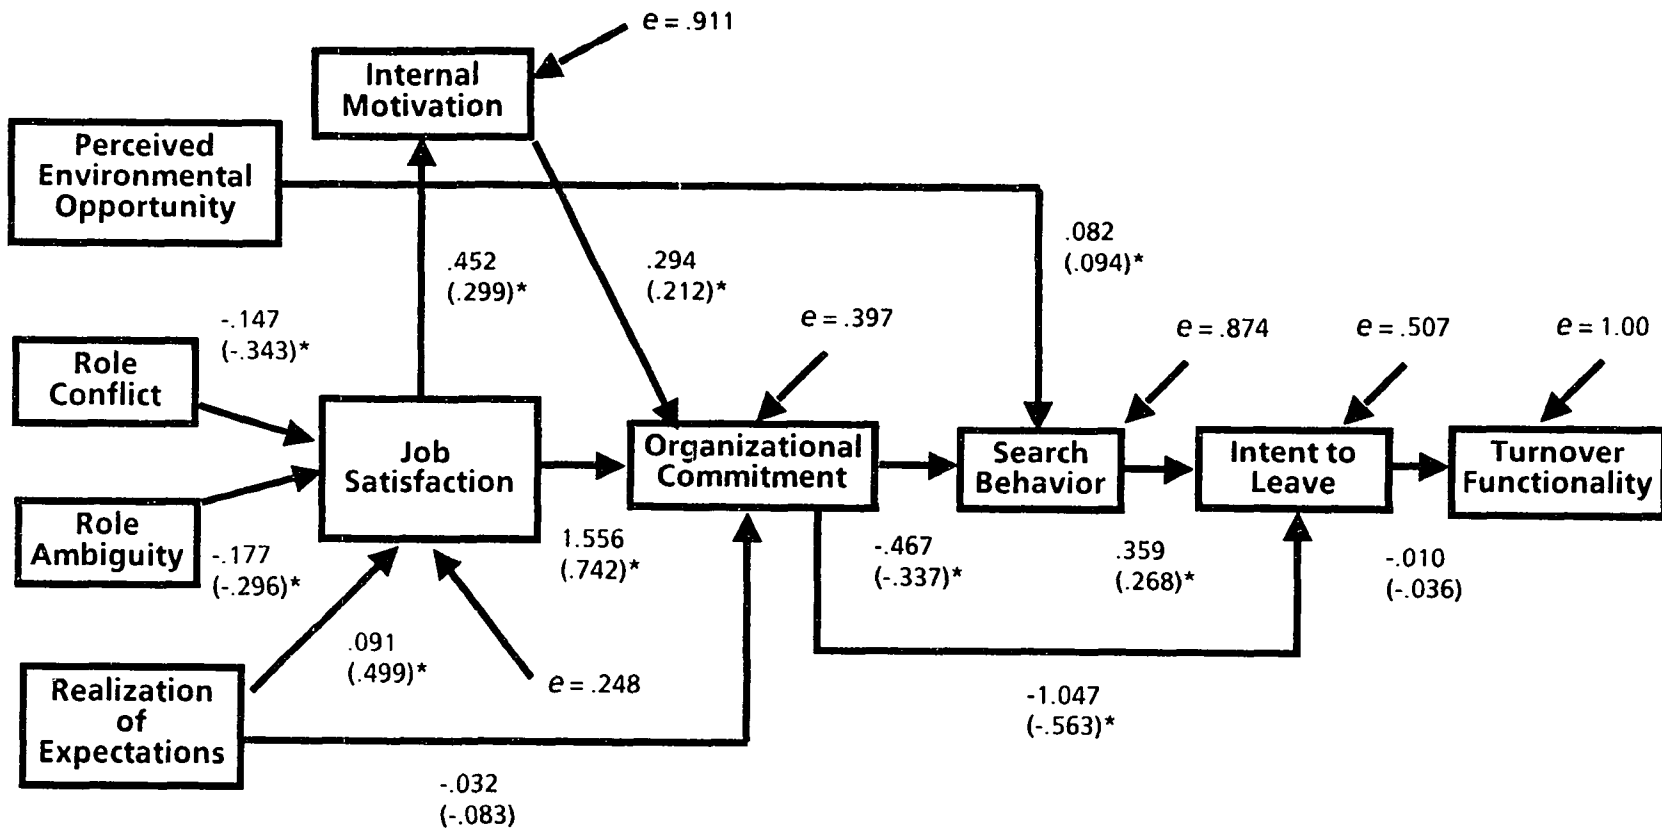 e = .911
Internal
Motivation
Perceived
Environmental
Opportunity
.082
(.094)*
.452
(.299)*
.294
(.212)*
-.147
(-.343)*
e = .397
e = .874
e = .507
e = 1.00
Role
Conflict
Job
Satisfaction
Organizational
Commitment
Search
Behavior
Intent to
Leave
Turnover
Functionality
Role
Ambiguity
-.177
(-.296)*
1.556
(.742)*
-.467
(-.337)*
.359
(.268)*
-.010
(-.036)
.091
(.499)*
e = .248
Realization
of
Expectations
-1.047
(-.563)*
-.032
(-.083)